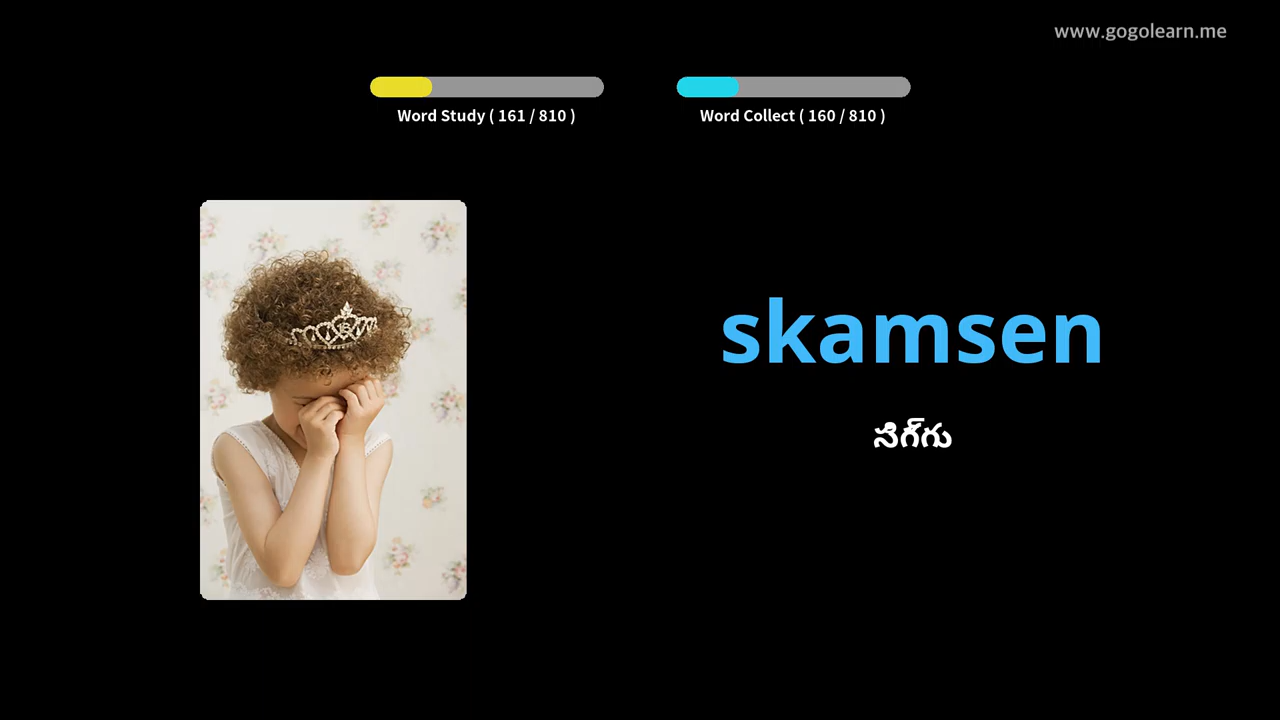 www.gogolearn.me
Word Study ( 161 / 810 )
Word Collect ( 160 / 810 )
skamsen
సిగ్గు